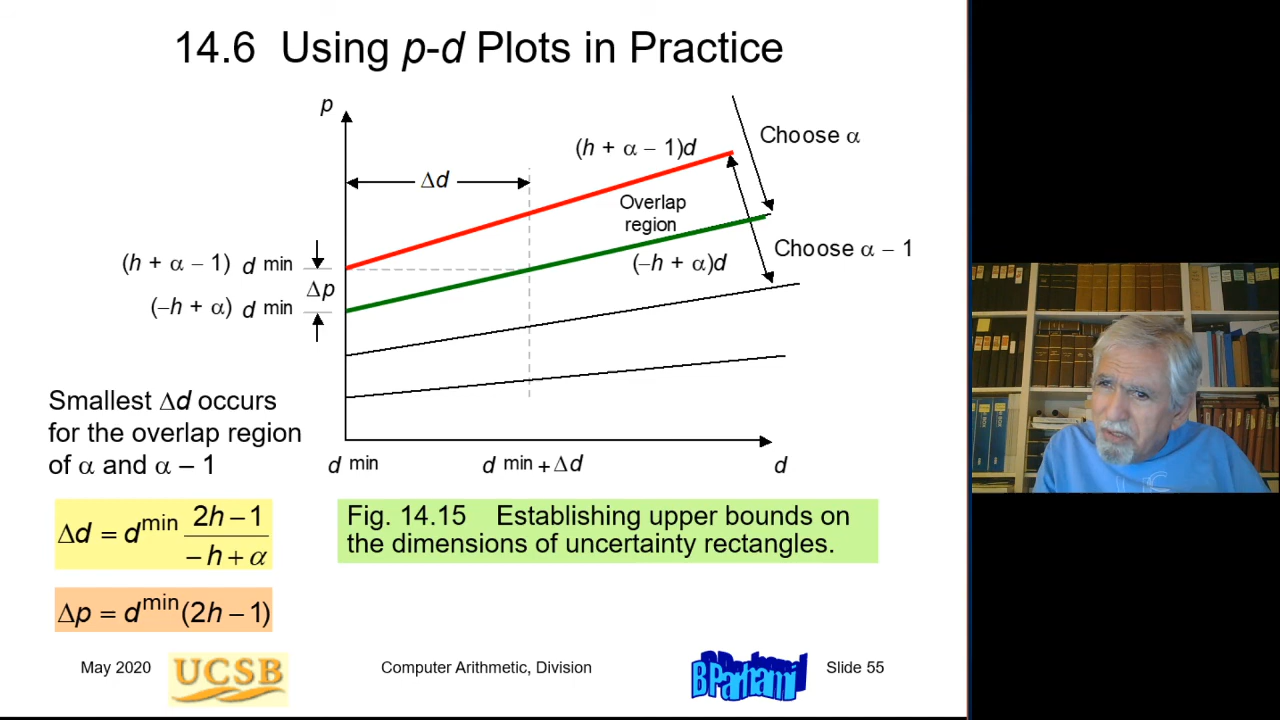 14.6 Using p-d Plots in Practice
p
(h + α – 1)d
Choose α
Δd
Overlap
region
(h + α – 1) d min
(–h + α)d
Choose α – 1
Δp
(–h + α) d min
Smallest Δd occurs
for the overlap region
of α and α – 1
d min
d min + Δd
d
Δd = d^min (2h – 1)/(–h + α)
Δp = d^min (2h – 1)
Fig. 14.15 Establishing upper bounds on
the dimensions of uncertainty rectangles.
May 2020
UCSB
Computer Arithmetic, Division
B Parhami
Slide 55